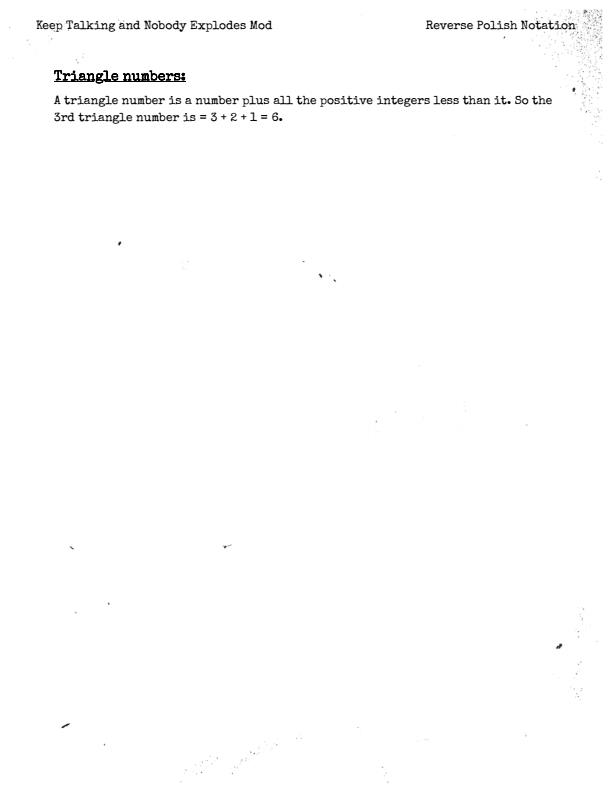 Keep Talking and Nobody Explodes Mod
Reverse Polish Notation
Triangle numbers:
A triangle number is a number plus all the positive integers less than it. So the
3rd triangle number is = 3 + 2 + 1 = 6.